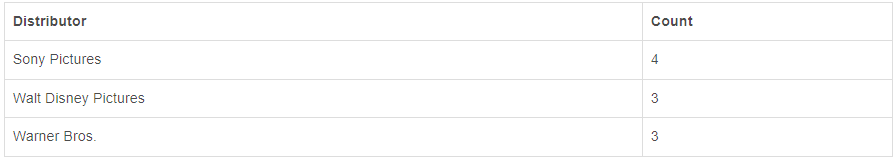 Distributor Count
Sony Pictures 4
Walt Disney Pictures 3
Warner Bros. 3